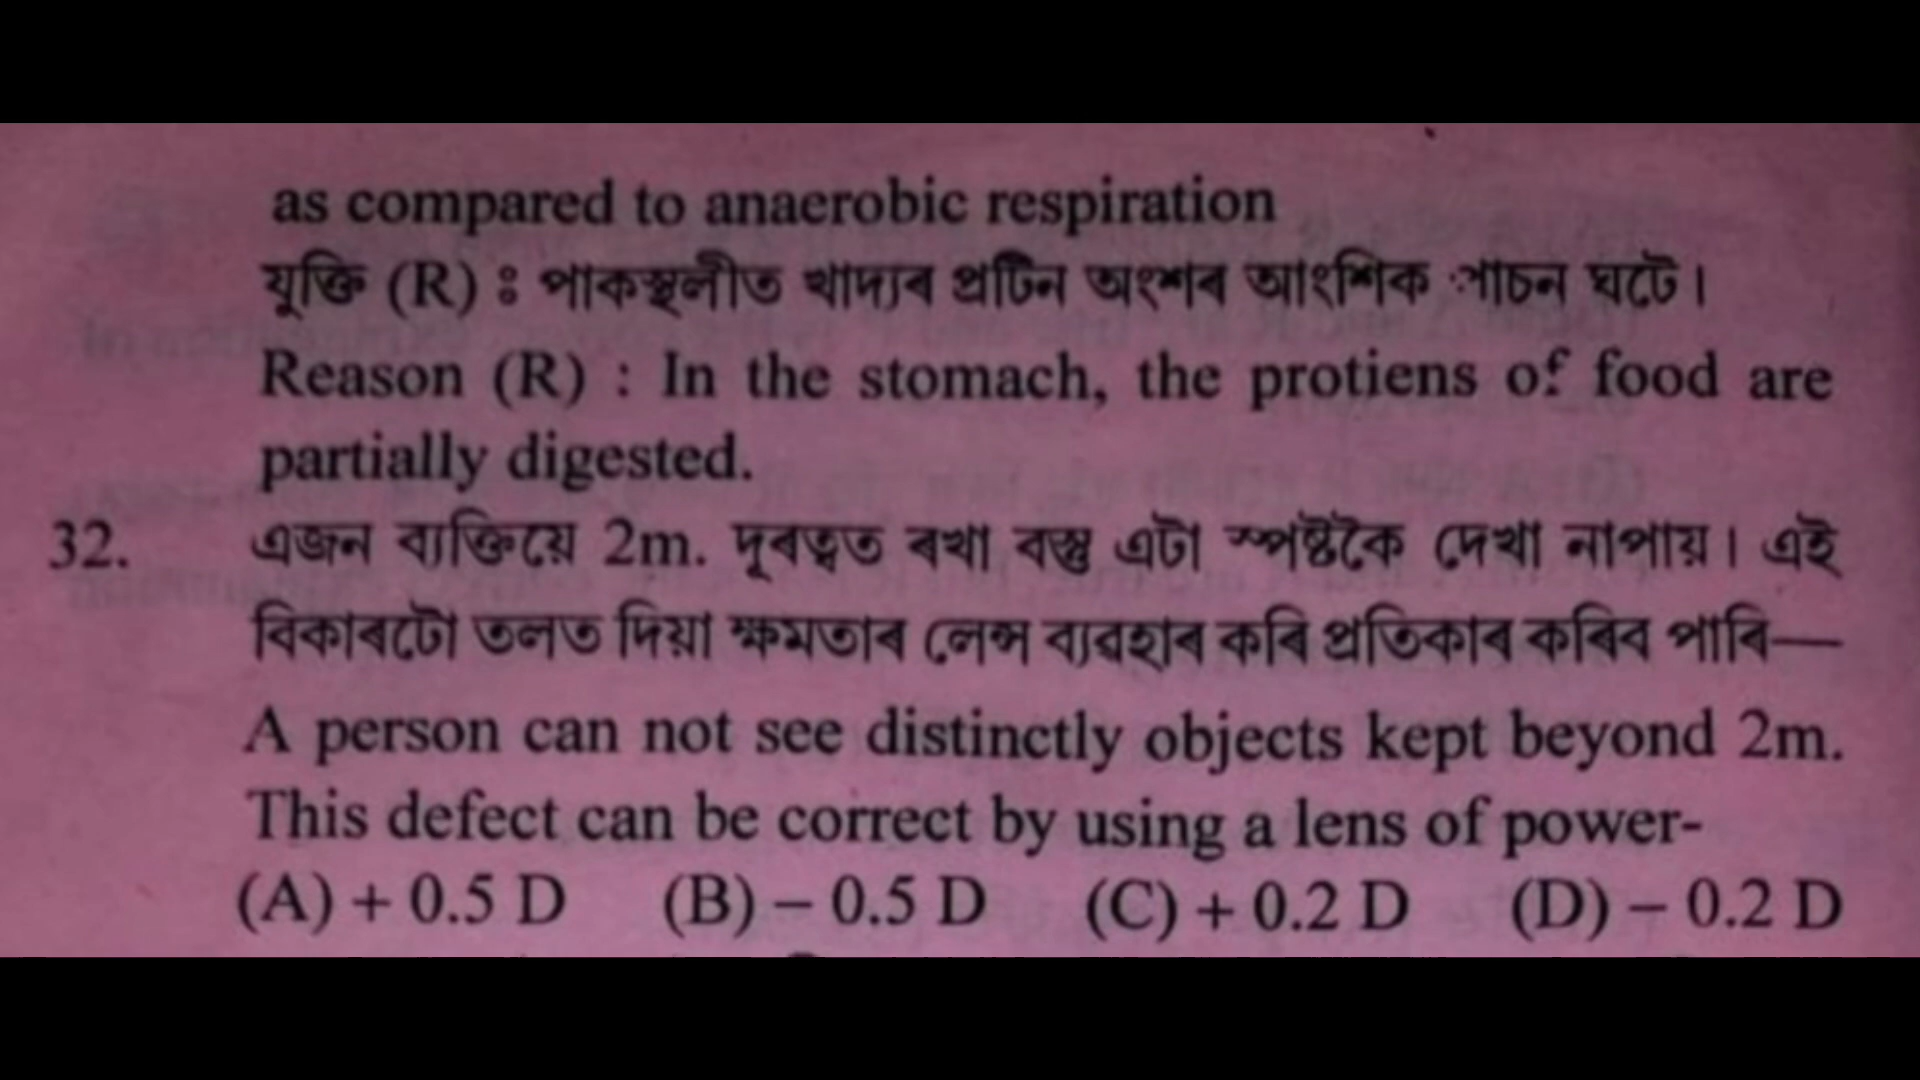 as compared to anaerobic respiration
যুক্তি (R) : পাকস্থলীত খাদ্যৰ প্ৰটিন অংশৰ আংশিক পাচন ঘটে।
Reason (R) : In the stomach, the protiens of food are
partially digested.
32. এজন ব্যক্তিয়ে 2m. দূৰত্বত ৰখা বস্তু এটা স্পষ্টকৈ দেখা নাপায়। এই
বিকাৰটো তলত দিয়া ক্ষমতাৰ লেন্স ব্যৱহাৰ কৰি প্ৰতিকাৰ কৰিব পাৰি—
A person can not see distinctly objects kept beyond 2m.
This defect can be correct by using a lens of power-
(A) + 0.5 D (B) – 0.5 D (C) + 0.2 D (D) – 0.2 D